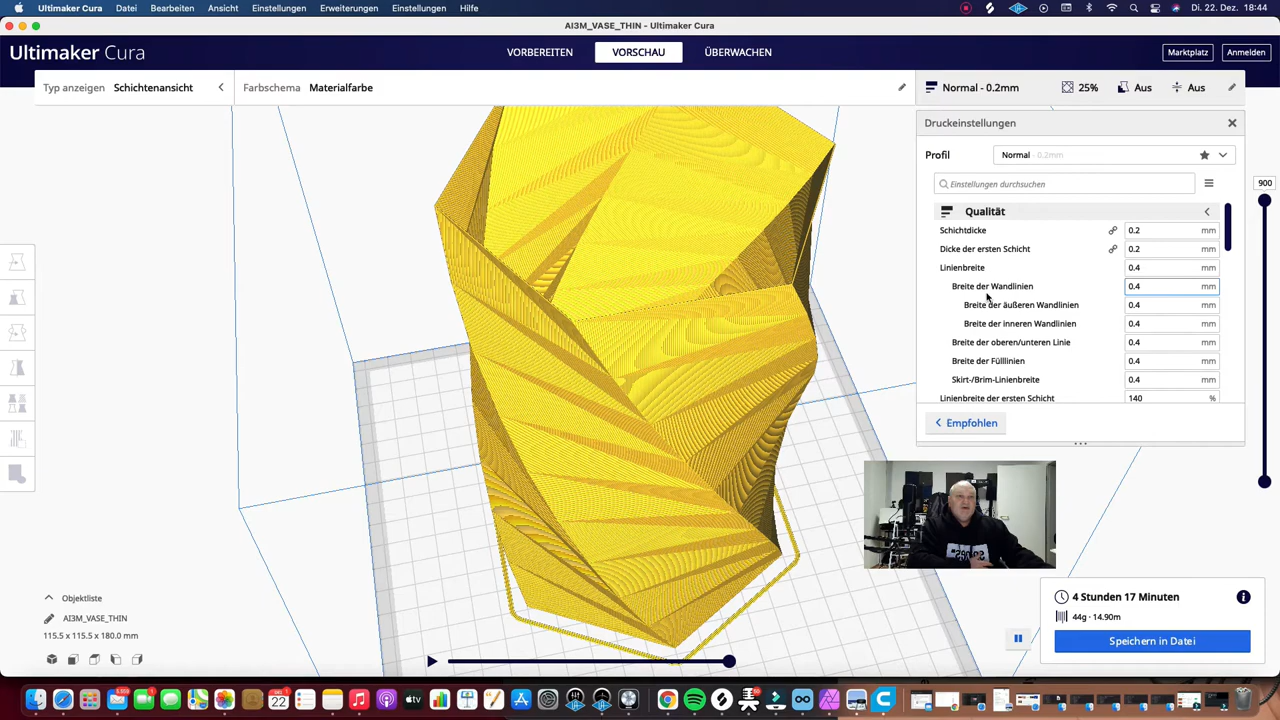 Ultimaker Cura Datei Bearbeiten Ansicht Einstellungen Erweiterungen Einstellungen Hilfe Di. 22. Dez. 18:44
AI3M_VASE_THIN - Ultimaker Cura
Ultimaker Cura VORBEREITEN VORSCHAU ÜBERWACHEN Marktplatz Anmelden
Typ anzeigen Schichtenansicht Farbschema Materialfarbe Normal - 0.2mm 25% Aus Aus
Druckeinstellungen
Profil Normal - 0.2mm
Einstellungen durchsuchen
900
Qualität
Schichtdicke 0.2 mm
Dicke der ersten Schicht 0.2 mm
Linienbreite 0.4 mm
Breite der Wandlinien 0.4 mm
Breite der äußeren Wandlinien 0.4 mm
Breite der inneren Wandlinien 0.4 mm
Breite der oberen/unteren Linie 0.4 mm
Breite der Fülllinien 0.4 mm
Skirt-/Brim-Linienbreite 0.4 mm
Linienbreite der ersten Schicht 140 %
Empfohlen
Objektliste
AI3M_VASE_THIN
115.5 x 115.5 x 180.0 mm
4 Stunden 17 Minuten
44g · 14.90m
Speichern in Datei